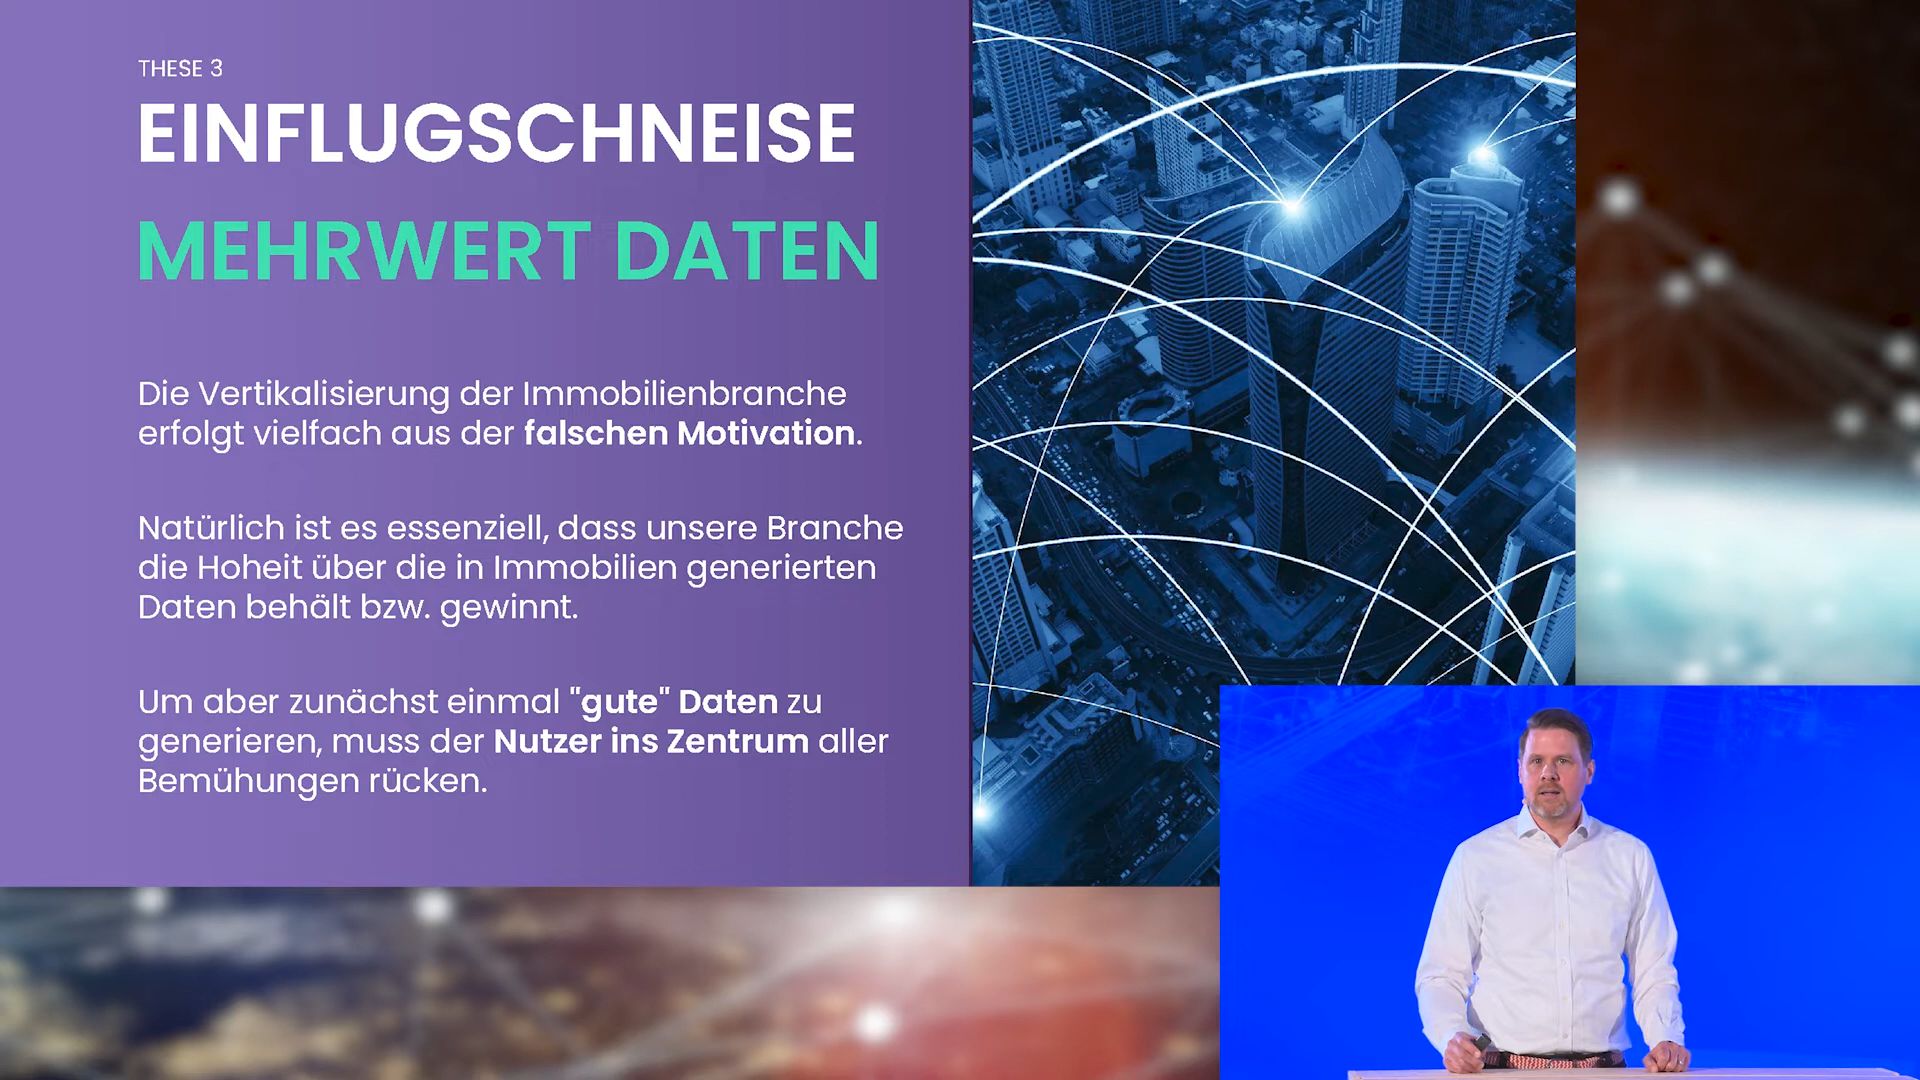 THESE 3
EINFLUGSCHNEISE
MEHRWERT DATEN
Die Vertikalisierung der Immobilienbranche
erfolgt vielfach aus der falschen Motivation.
Natürlich ist es essenziell, dass unsere Branche
die Hoheit über die in Immobilien generierten
Daten behält bzw. gewinnt.
Um aber zunächst einmal "gute" Daten zu
generieren, muss der Nutzer ins Zentrum aller
Bemühungen rücken.